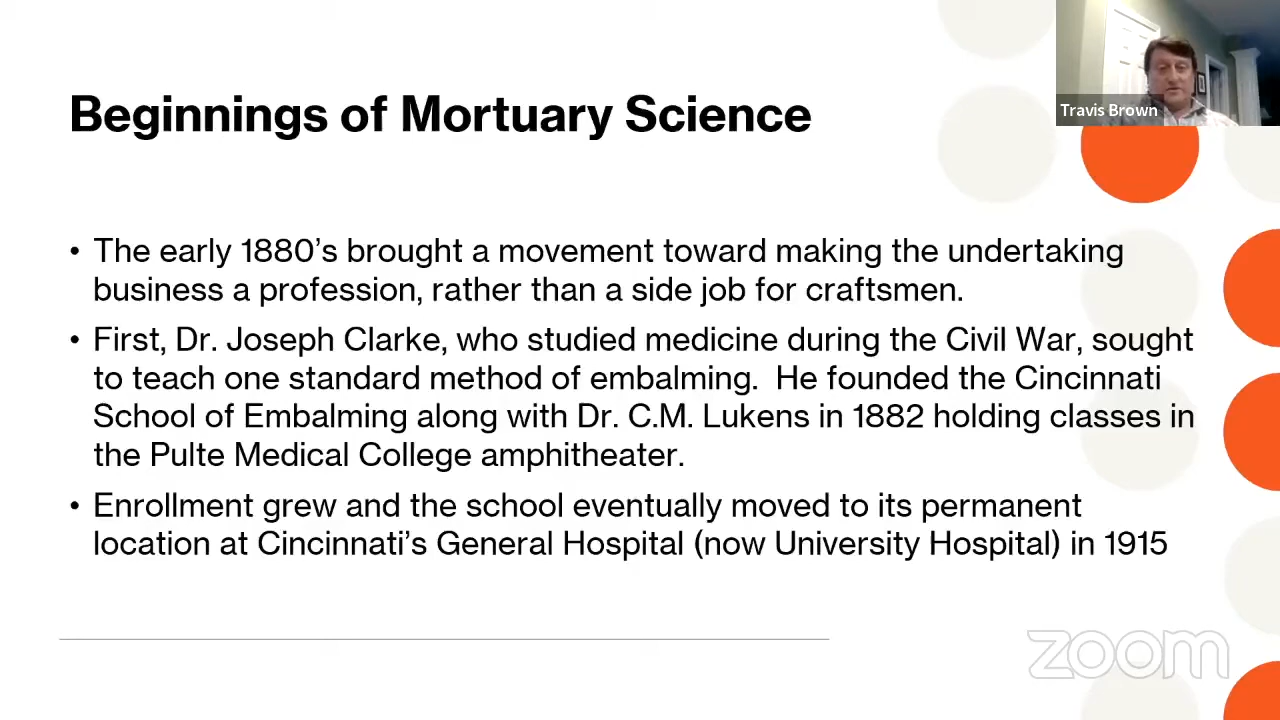 Travis Brown
Beginnings of Mortuary Science
• The early 1880’s brought a movement toward making the undertaking
business a profession, rather than a side job for craftsmen.
• First, Dr. Joseph Clarke, who studied medicine during the Civil War, sought
to teach one standard method of embalming.  He founded the Cincinnati
School of Embalming along with Dr. C.M. Lukens in 1882 holding classes in
the Pulte Medical College amphitheater.
• Enrollment grew and the school eventually moved to its permanent
location at Cincinnati’s General Hospital (now University Hospital) in 1915
zoom